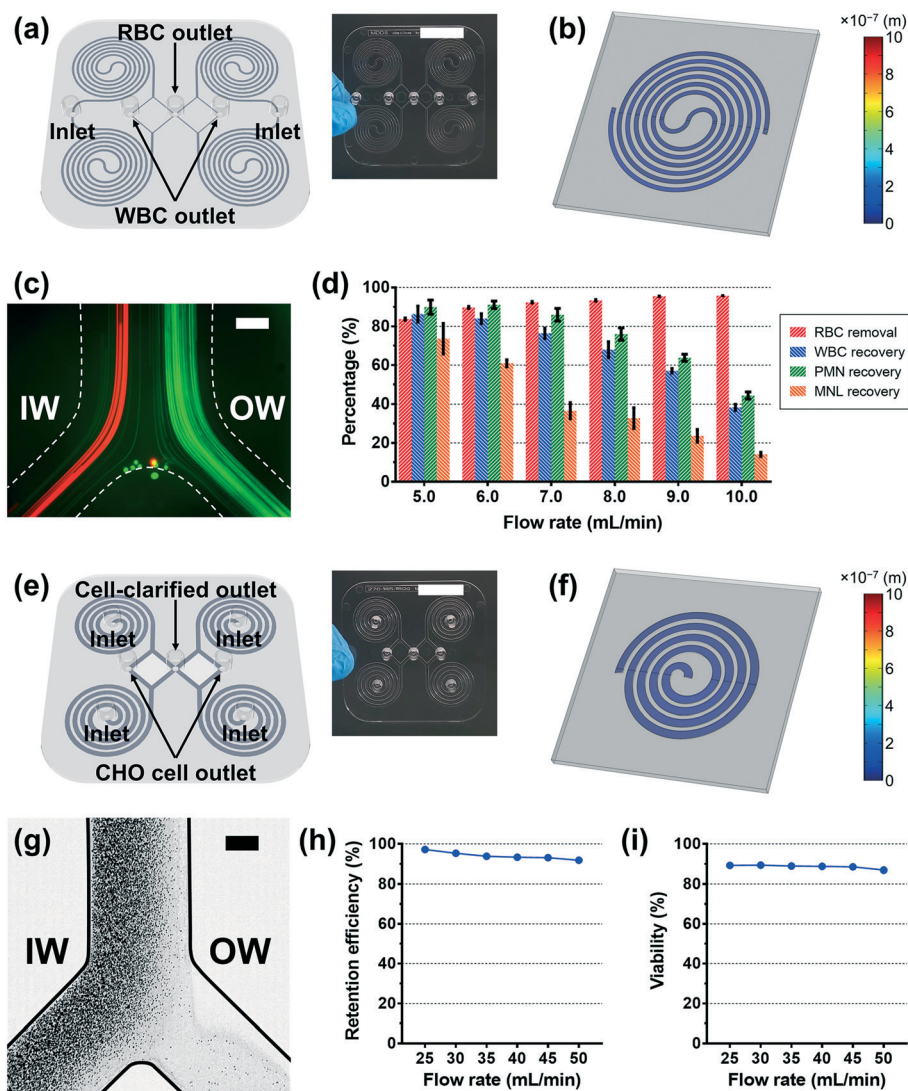 (a)
RBC outlet
Inlet
Inlet
WBC outlet
(b)
×10⁻⁷ (m)
10
8
6
4
2
0
(c)
IW
OW
(d)
Percentage (%)
100
80
60
40
20
0
5.0 6.0 7.0 8.0 9.0 10.0
Flow rate (mL/min)
RBC removal
WBC recovery
PMN recovery
MNL recovery
(e)
Cell-clarified outlet
Inlet
Inlet
Inlet
Inlet
CHO cell outlet
(f)
×10⁻⁷ (m)
10
8
6
4
2
0
(g)
IW
OW
(h)
Retention efficiency (%)
100
80
60
40
20
0
25 30 35 40 45 50
Flow rate (mL/min)
(i)
Viability (%)
100
80
60
40
20
0
25 30 35 40 45 50
Flow rate (mL/min)